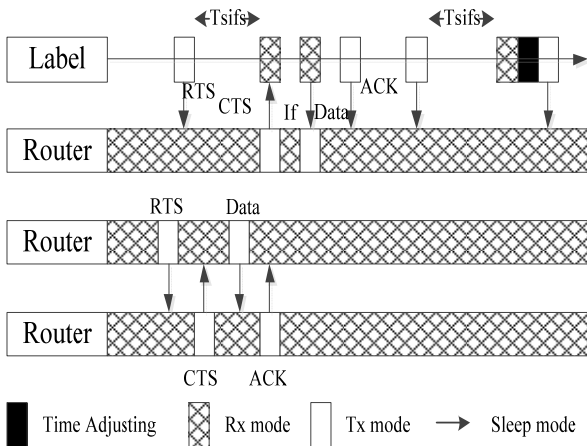 Tsifs
Tsifs
Label
RTS
CTS
If
Data
ACK
Router
RTS
Data
Router
Router
CTS
ACK
Time Adjusting
Rx mode
Tx mode
Sleep mode